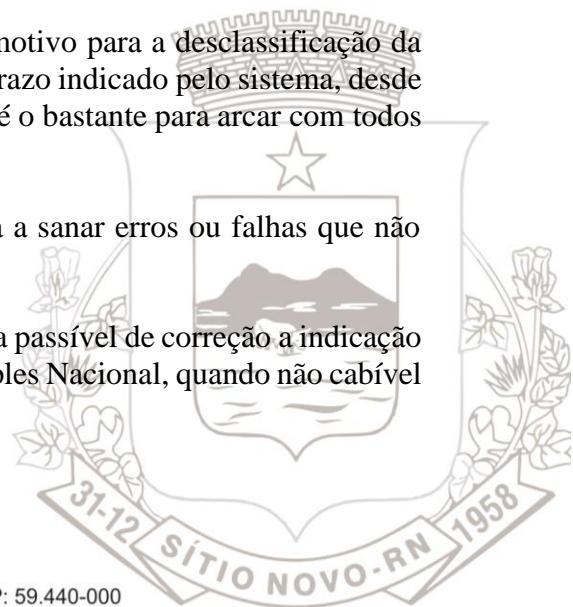 motivo para a desclassificação da
razo indicado pelo sistema, desde
é o bastante para arcar com todos
a sanar erros ou falhas que não
passível de correção a indicação
ples Nacional, quando não cabível
31-12 SÍTIO NOVO-RN 1958
: 59.440-000